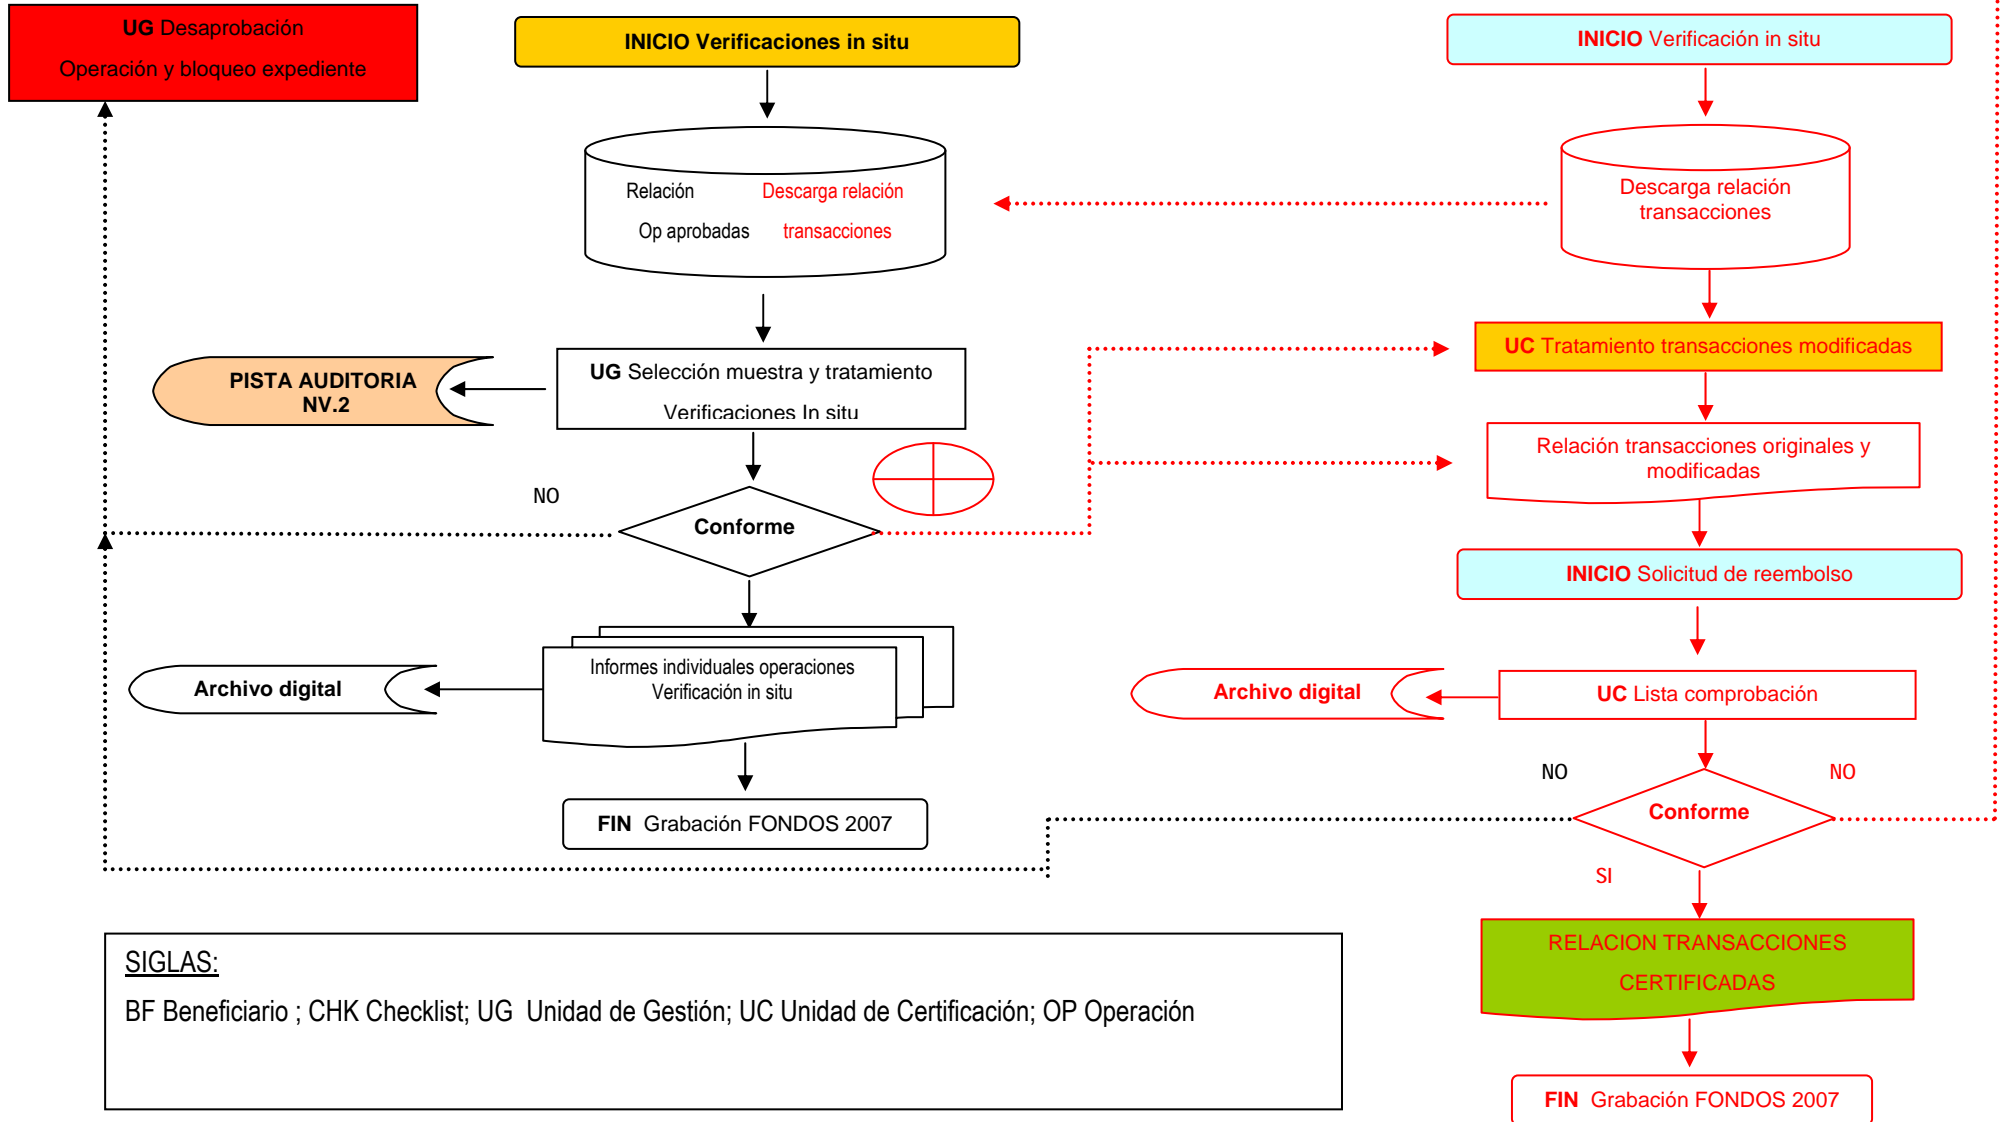 UG Desaprobación
Operación y bloqueo expediente
INICIO Verificaciones in situ
INICIO Verificación in situ
Relación
Descarga relación
Op aprobadas
transacciones
Descarga relación
transacciones
UC Tratamiento transacciones modificadas
PISTA AUDITORIA
NV.2
UG Selección muestra y tratamiento
Verificaciones In situ
Relación transacciones originales y
modificadas
NO
Conforme
INICIO Solicitud de reembolso
Informes individuales operaciones
Verificación in situ
Archivo digital
Archivo digital
UC Lista comprobación
NO
NO
Conforme
FIN Grabación FONDOS 2007
SI
RELACION TRANSACCIONES
CERTIFICADAS
SIGLAS:
BF Beneficiario ; CHK Checklist; UG Unidad de Gestión; UC Unidad de Certificación; OP Operación
FIN Grabación FONDOS 2007